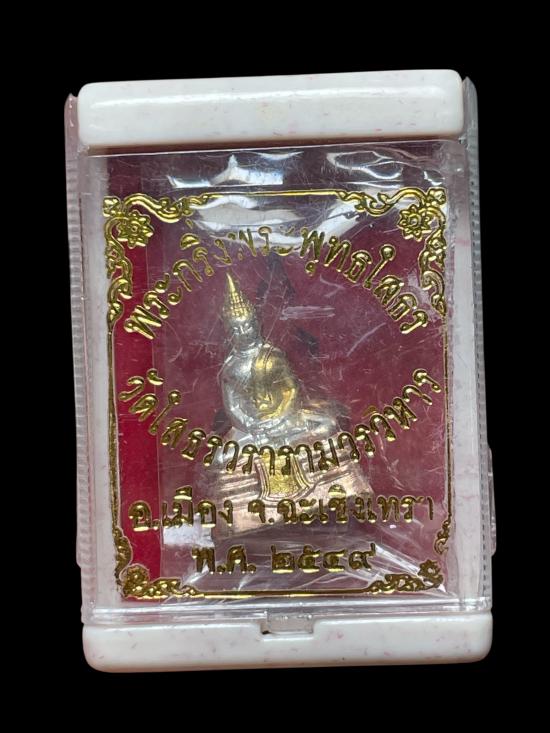 พระกริ่งพระพุทธโสธร
วัดโสธรวรารามวรวิหาร
อ.เมือง จ.ฉะเชิงเทรา
พ.ศ. ๒๕๔๙